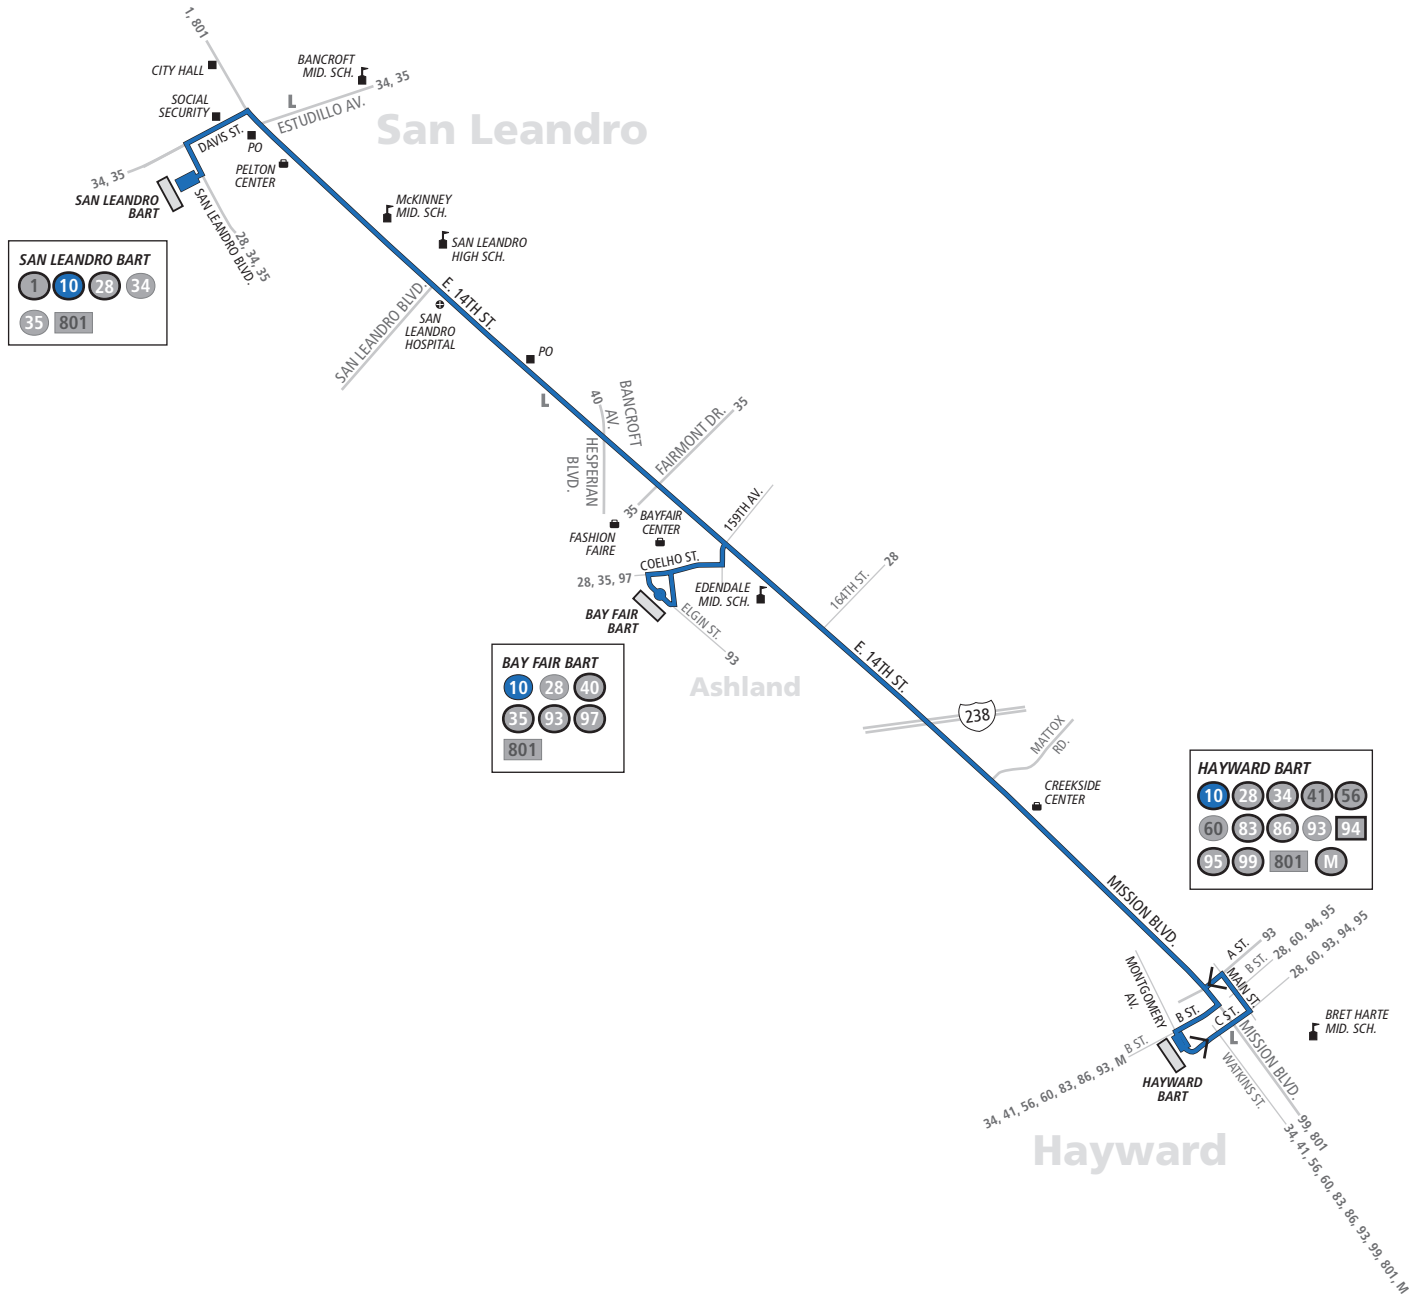 1, 801
CITY HALL
BANCROFT
MID. SCH.
34, 35
L
ESTUDILLO AV.
SOCIAL
SECURITY
San Leandro
DAVIS ST.
PO
PELTON
CENTER
34, 35
SAN LEANDRO
BART
SAN LEANDRO BLVD.
28, 34, 35
McKINNEY
MID. SCH.
SAN LEANDRO
HIGH SCH.
SAN LEANDRO BART
1 10 28 34
35 801
SAN LEANDRO BLVD.
E. 14TH ST.
SAN
LEANDRO
HOSPITAL
PO
L
40
BANCROFT
AV.
HESPERIAN
BLVD.
FAIRMONT DR.
35
35
FASHION
FAIRE
BAYFAIR
CENTER
159TH AV.
COELHO ST.
28, 35, 97
BAY FAIR
BART
EDENDALE
MID. SCH.
ELGIN ST.
93
164TH ST.
28
BAY FAIR BART
10 28 40
35 93 97
801
Ashland
E. 14TH ST.
238
MATTOX
RD.
CREEKSIDE
CENTER
HAYWARD BART
10 28 34 41 56
60 83 86 93 94
95 99 801 M
MISSION BLVD.
A ST.
93
B ST.
28, 60, 94, 95
28, 60, 93, 94, 95
MONTGOMERY
AV.
MAIN ST.
B ST.
C ST.
L
BRET HARTE
MID. SCH.
B ST.
34, 41, 56, 60, 83, 86, 93, M
HAYWARD
BART
WATKINS ST.
MISSION BLVD.
99, 801
34, 41, 56, 60, 83, 86, 93, 99, 801, M
Hayward